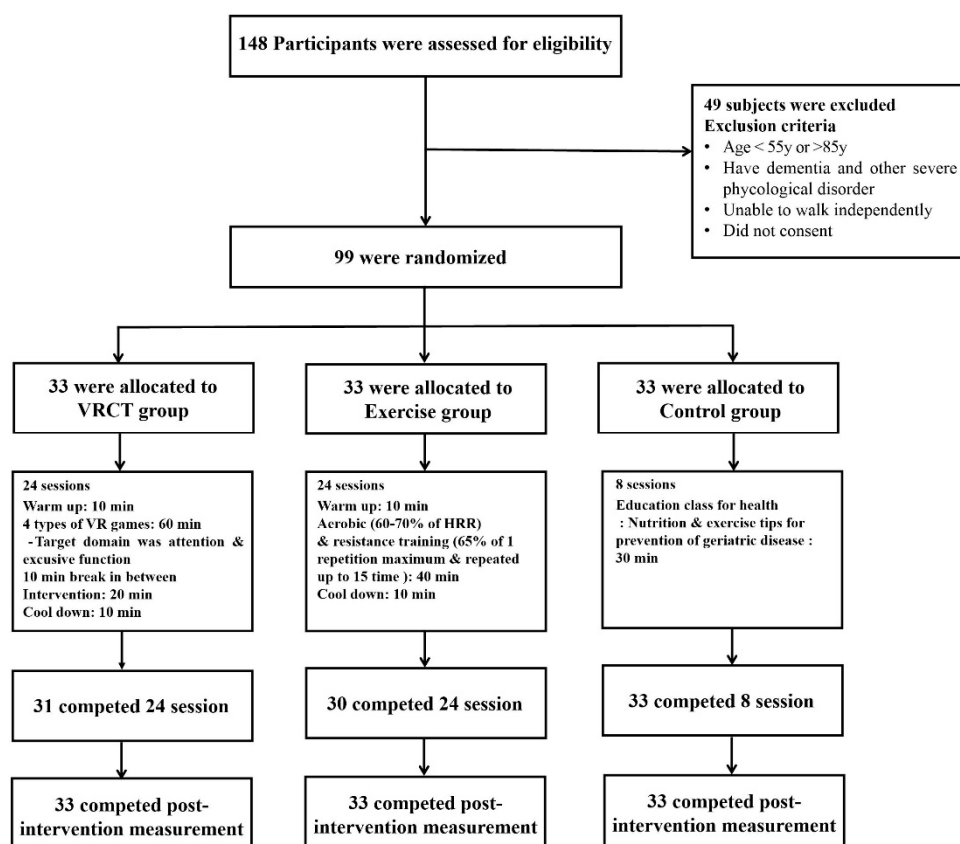 148 Participants were assessed for eligibility
49 subjects were excluded
Exclusion criteria
• Age < 55y or >85y
• Have dementia and other severe
phycological disorder
• Unable to walk independently
• Did not consent
99 were randomized
33 were allocated to
VRCT group
33 were allocated to
Exercise group
33 were allocated to
Control group
24 sessions
Warm up: 10 min
4 types of VR games: 60 min
-Target domain was attention &
excusive function
10 min break in between
Intervention: 20 min
Cool down: 10 min
24 sessions
Warm up: 10 min
Aerobic (60-70% of HRR)
& resistance training (65% of 1
repetition maximum & repeated
up to 15 time ): 40 min
Cool down: 10 min
8 sessions
Education class for health
: Nutrition & exercise tips for
prevention of geriatric disease :
30 min
31 competed 24 session
30 competed 24 session
33 competed 8 session
33 competed post-
intervention measurement
33 competed post-
intervention measurement
33 competed post-
intervention measurement